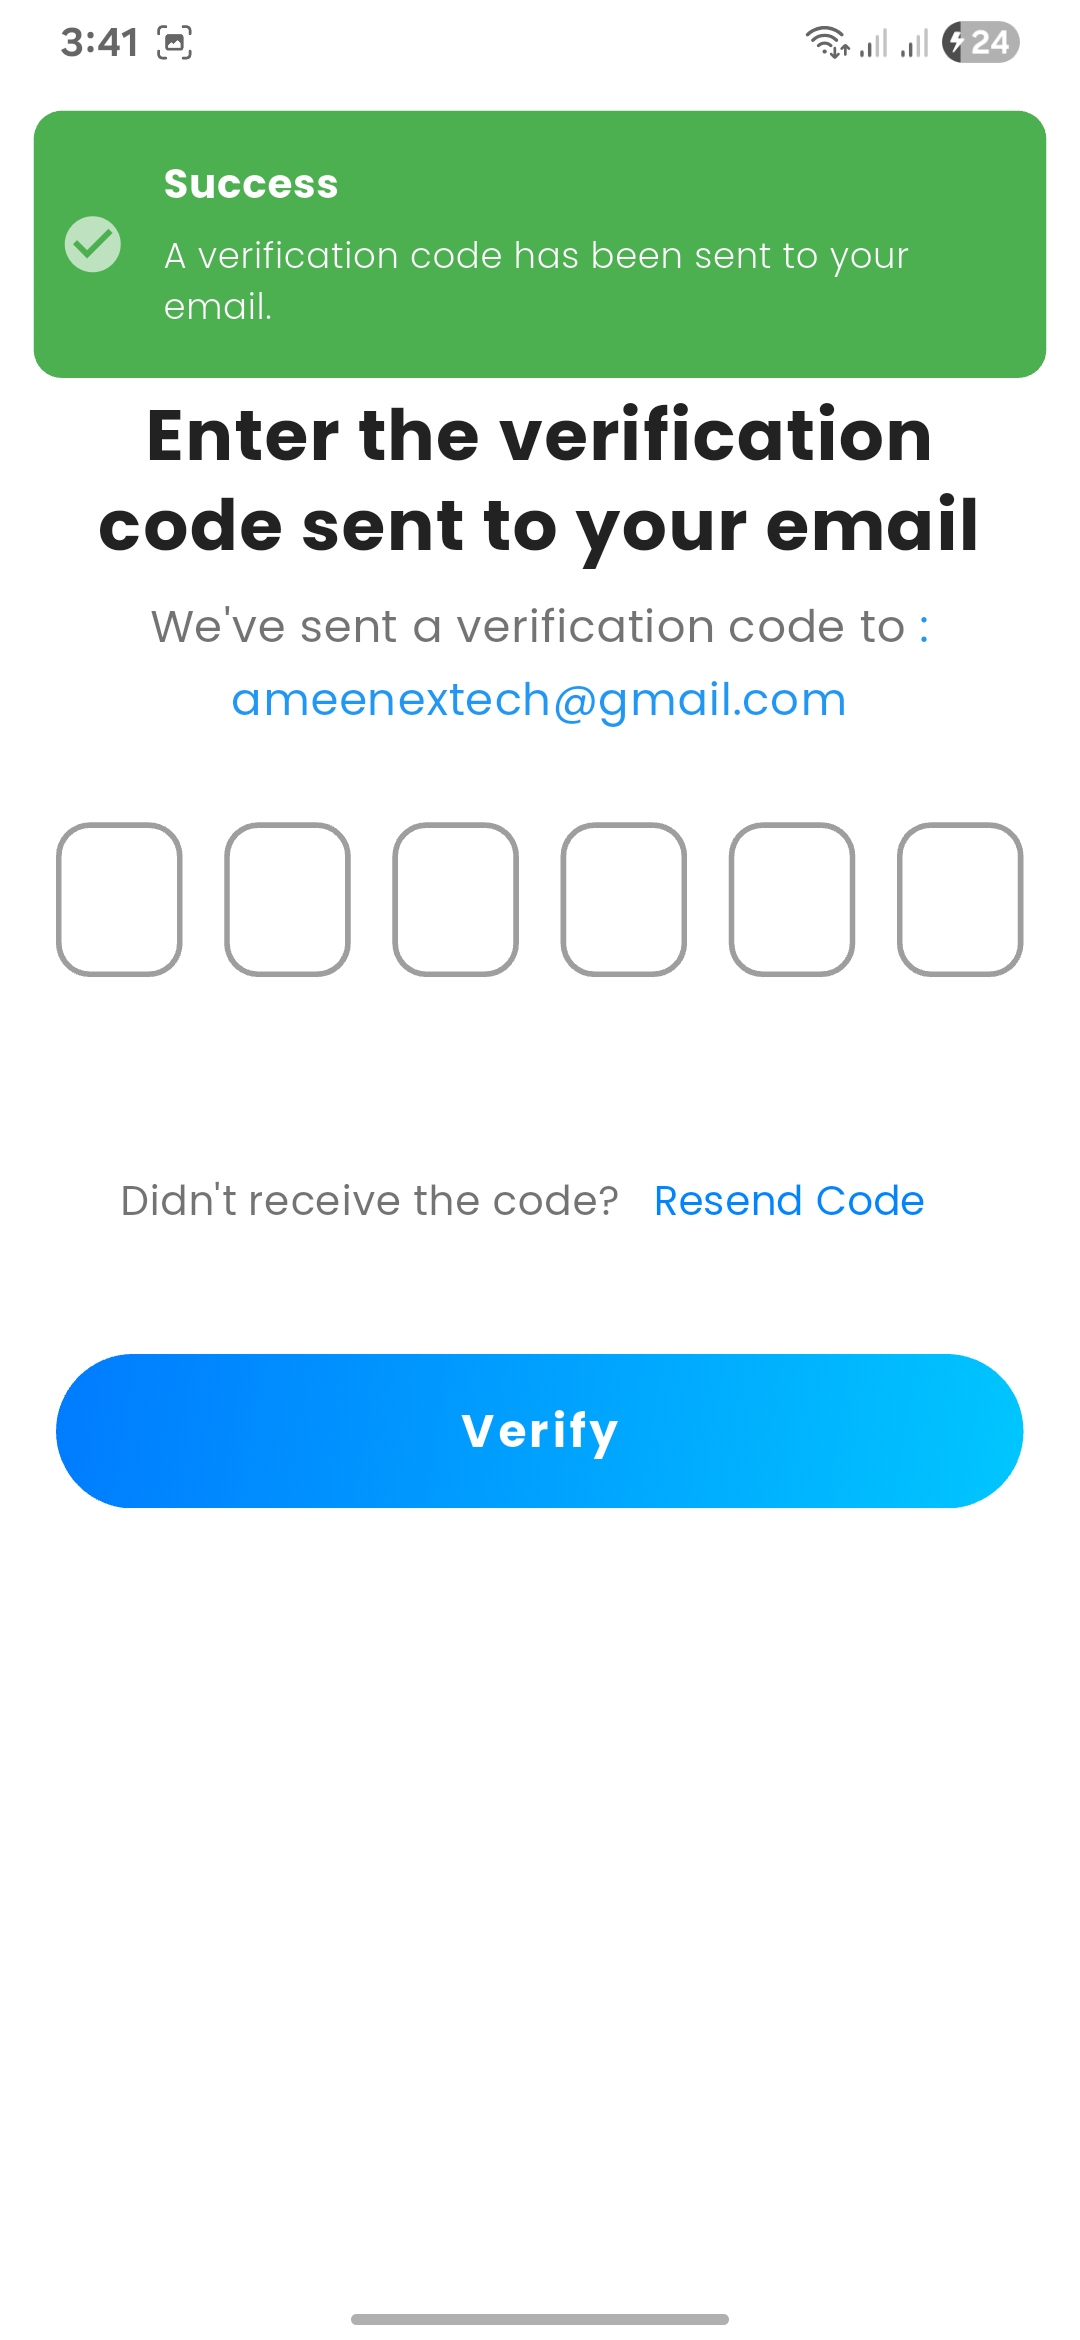 3:41
24
Success
A verification code has been sent to your
email.
Enter the verification
code sent to your email
We've sent a verification code to :
ameenextech@gmail.com
Didn't receive the code? Resend Code
Verify